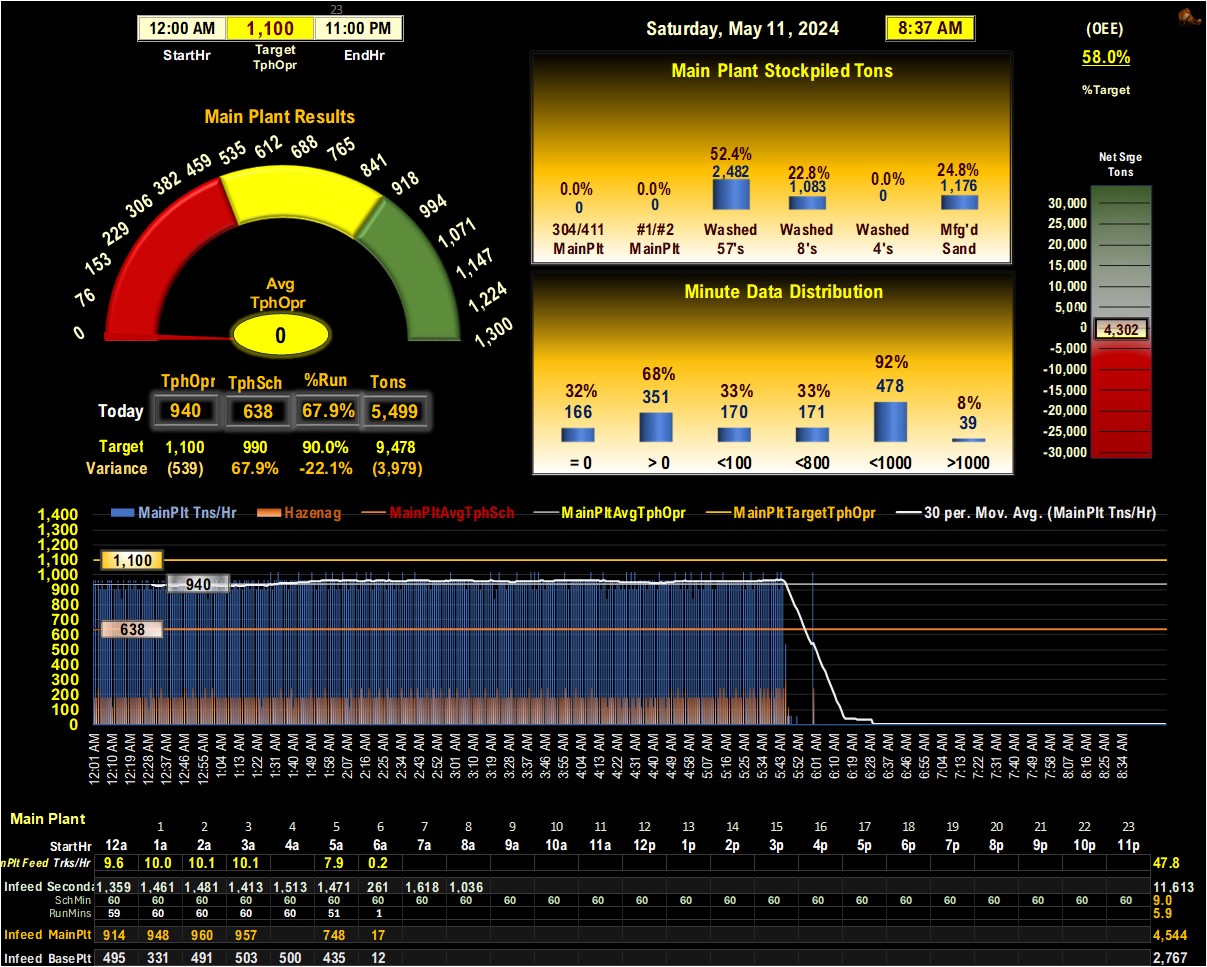 23
12:00 AM 1,100 11:00 PM
StartHr Target TphOpr EndHr
Saturday, May 11, 2024 8:37 AM
(OEE)
58.0%
%Target
Main Plant Results
0 76 153 229 306 382 459 535 612 688 765 841 918 994 1,071 1,147 1,224 1,300
Avg
TphOpr
0
TphOpr TphSch %Run Tons
Today 940 638 67.9% 5,499
Target 1,100 990 90.0% 9,478
Variance (539) 67.9% -22.1% (3,979)
Main Plant Stockpiled Tons
0.0% 0.0% 52.4% 22.8% 0.0% 24.8%
0 0 2,482 1,083 0 1,176
304/411 #1/#2 Washed Washed Washed Mfg'd
MainPlt MainPlt 57's 8's 4's Sand
Minute Data Distribution
32% 68% 33% 33% 92% 8%
166 351 170 171 478 39
= 0 > 0 <100 <800 <1000 >1000
Net Srge
Tons
30,000
25,000
20,000
15,000
10,000
5,000
0
4,302
-5,000
-10,000
-15,000
-20,000
-25,000
-30,000
MainPlt Tns/Hr Hazenag MainPltAvgTphSch MainPltAvgTphOpr MainPltTargetTphOpr 30 per. Mov. Avg. (MainPlt Tns/Hr)
1,400
1,300
1,200
1,100
1,000
900
800
700
600
500
400
300
200
100
0
1,100
940
638
12:01 AM 12:10 AM 12:19 AM 12:28 AM 12:37 AM 12:46 AM 12:55 AM 1:04 AM 1:13 AM 1:22 AM 1:31 AM 1:40 AM 1:49 AM 1:58 AM 2:07 AM 2:16 AM 2:25 AM 2:34 AM 2:43 AM 2:52 AM 3:01 AM 3:10 AM 3:19 AM 3:28 AM 3:37 AM 3:46 AM 3:55 AM 4:04 AM 4:13 AM 4:22 AM 4:31 AM 4:40 AM 4:49 AM 4:58 AM 5:07 AM 5:16 AM 5:25 AM 5:34 AM 5:43 AM 5:52 AM 6:01 AM 6:10 AM 6:19 AM 6:28 AM 6:37 AM 6:46 AM 6:55 AM 7:04 AM 7:13 AM 7:22 AM 7:31 AM 7:40 AM 7:49 AM 7:58 AM 8:07 AM 8:16 AM 8:25 AM 8:34 AM
Main Plant
1 2 3 4 5 6 7 8 9 10 11 12 13 14 15 16 17 18 19 20 21 22 23
StartHr 12a 1a 2a 3a 4a 5a 6a 7a 8a 9a 10a 11a 12p 1p 2p 3p 4p 5p 6p 7p 8p 9p 10p 11p
nPlt Feed Trks/Hr 9.6 10.0 10.1 10.1 7.9 0.2 47.8
Infeed Seconda 1,359 1,461 1,481 1,413 1,513 1,471 261 1,618 1,036 11,613
SchMin 60 60 60 60 60 60 60 60 60 60 60 60 60 60 60 60 60 60 60 60 60 60 60 60 9.0
RunMins 59 60 60 60 60 51 1 5.9
Infeed MainPlt 914 948 960 957 748 17 4,544
Infeed BasePlt 495 331 491 503 500 435 12 2,767